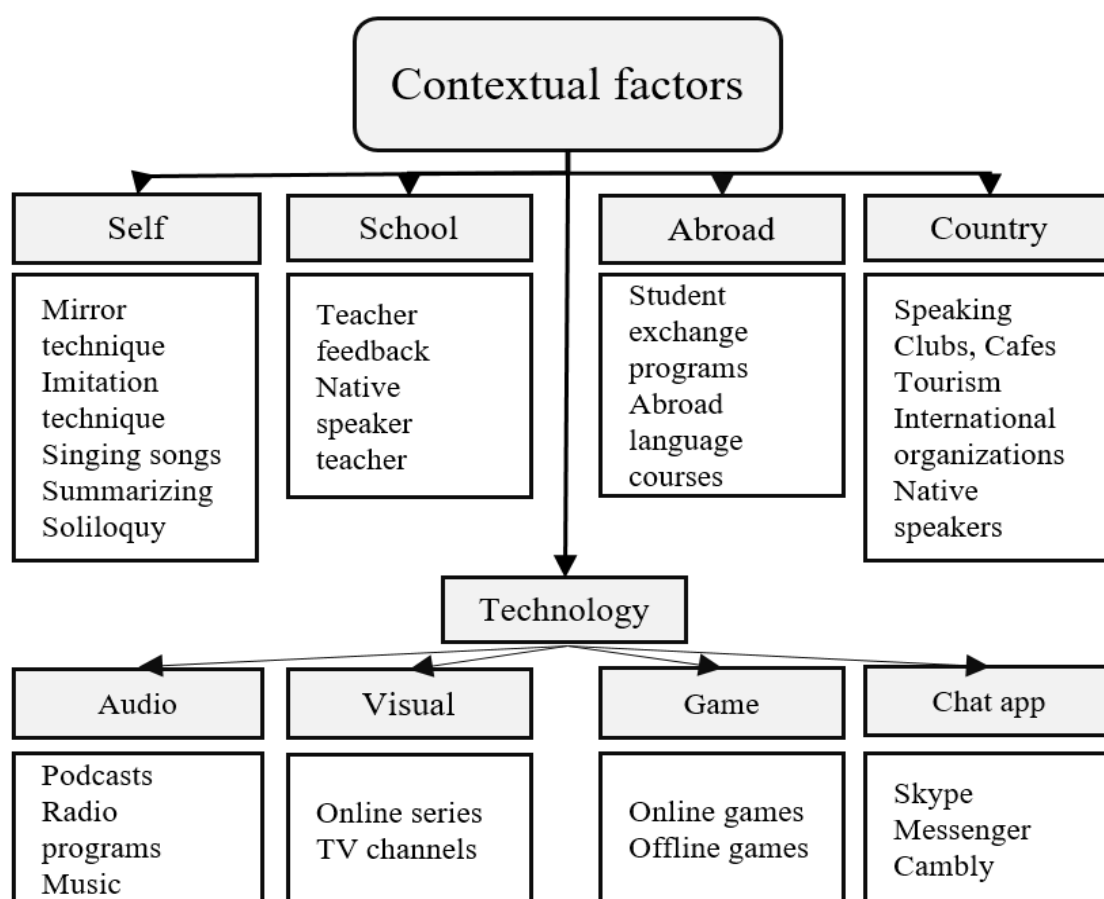 Contextual factors
Self
School
Abroad
Country
Mirror
technique
Imitation
technique
Singing songs
Summarizing
Soliloquy
Teacher
feedback
Native
speaker
teacher
Student
exchange
programs
Abroad
language
courses
Speaking
Clubs, Cafes
Tourism
International
organizations
Native
speakers
Technology
Audio
Visual
Game
Chat app
Podcasts
Radio
programs
Music
Online series
TV channels
Online games
Offline games
Skype
Messenger
Cambly